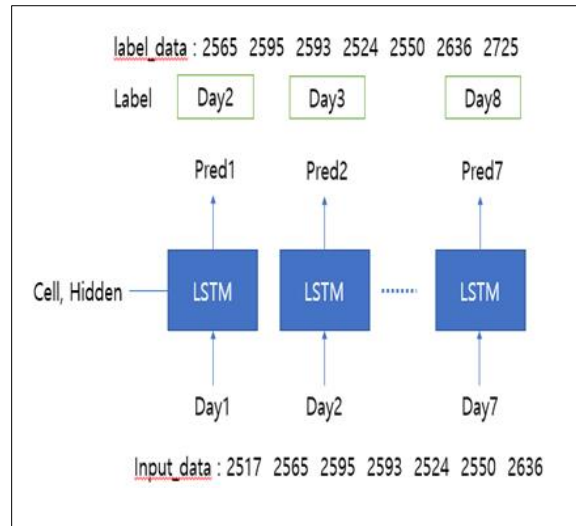 label_data : 2565 2595 2593 2524 2550 2636 2725
Label Day2 Day3 Day8
Pred1 Pred2 Pred7
Cell, Hidden LSTM LSTM LSTM
Day1 Day2 Day7
Input_data : 2517 2565 2595 2593 2524 2550 2636